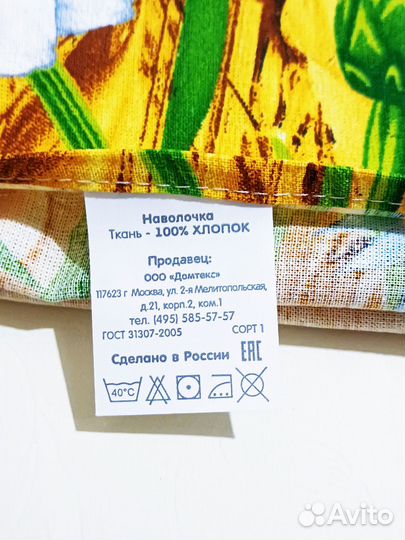 Наволочка
Ткань - 100% ХЛОПОК
Продавец:
ООО «Домтекс»
117623 г Москва, ул. 2-я Мелитопольская,
д.21, корп.2, ком.1
тел. (495) 585-57-57
ГОСТ 31307-2005 СОРТ 1
Сделано в России EAC
40°C
Avito